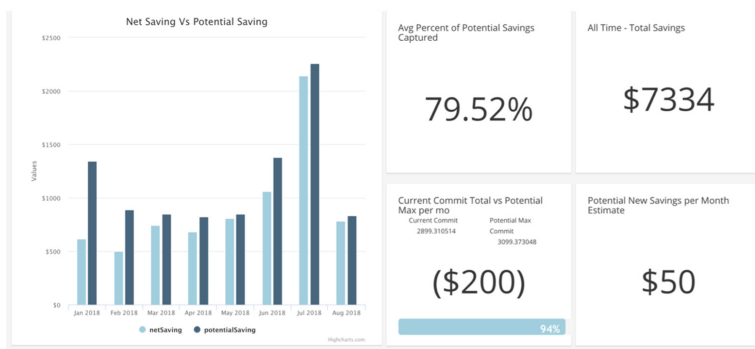 Net Saving Vs Potential Saving
$2500
$2000
$1500
$1000
$500
$0
Values
Jan 2018
Feb 2018
Mar 2018
Apr 2018
May 2018
Jun 2018
Jul 2018
Aug 2018
netSaving
potentialSaving
Highcharts.com
Avg Percent of Potential Savings
Captured
79.52%
All Time - Total Savings
$7334
Current Commit Total vs Potential
Max per mo
Current Commit
2899.310514
Potential Max
Commit
3099.373048
($200)
94%
Potential New Savings per Month
Estimate
$50